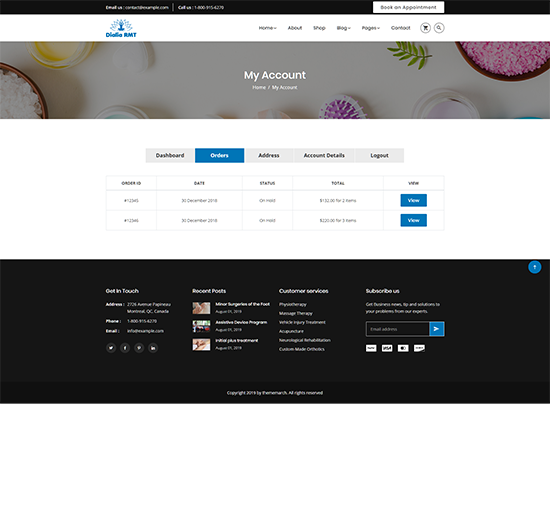 Email us : contact@example.com Call us : 1-800.915.6270 Book an Appointment
Dialia RMT
Home About Shop Blog Pages Contact
My Account
Home / My Account
Dashboard Orders Address Account Details Logout
ORDER ID DATE STATUS TOTAL VIEW
#12345 30 December 2018 On Hold $152.00 for 2 items View
#12346 30 December 2018 On Hold $220.00 for 3 items View
Get In Touch
Address : 2726 Avenue Papineau
Montreal, QC, Canada
Phone : 1-800-915-6270
Email : info@example.com
Recent Posts
Minor Surgeries of the Foot
August 01, 2019
Assistive Device Program
August 01, 2019
Initial plus treatment
August 01, 2019
Customer services
Physiotherapy
Massage Therapy
Vehicle Injury Treatment
Acupuncture
Neurological Rehabilitation
Custom Made Orthotics
Subscribe us
Get Business news, tip and solutions to
your problems from our experts.
Email address
VISA
Copyright 2019 by themesnarch. All rights reserved